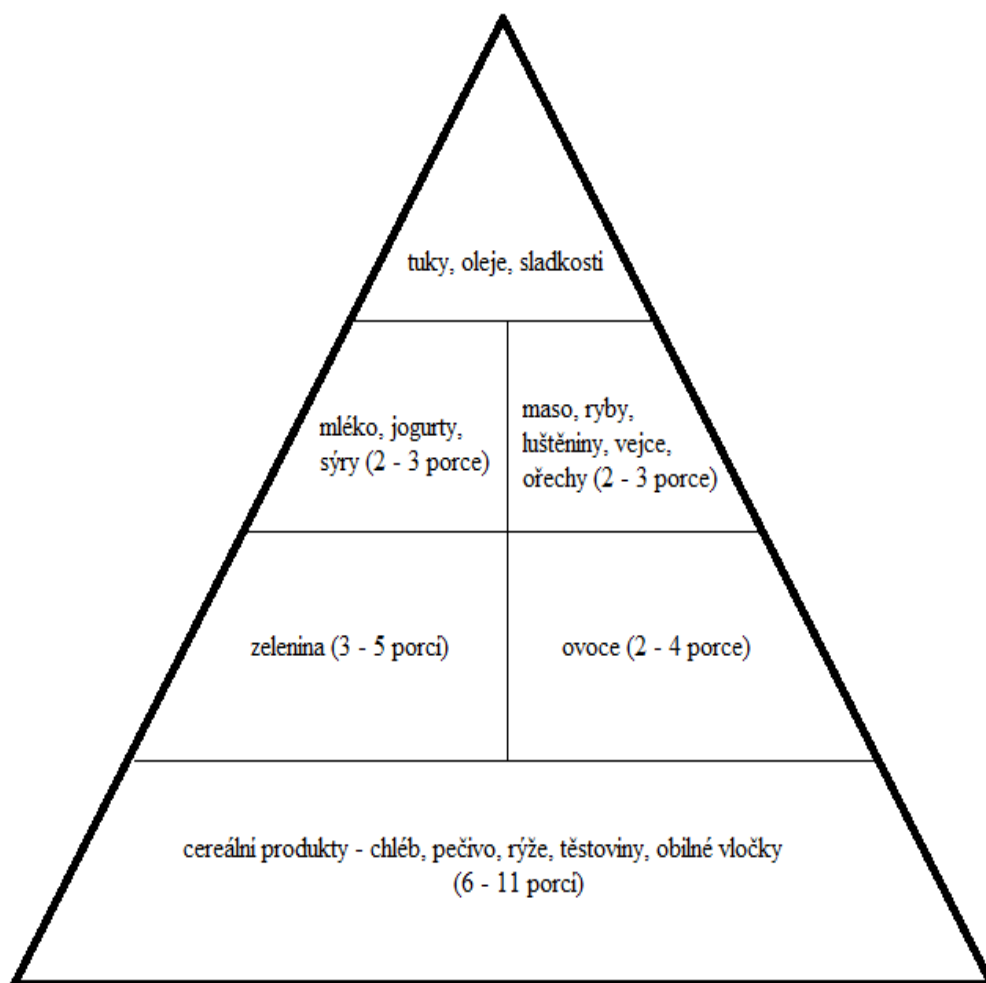 tuky, oleje, sladkosti
mléko, jogurty,
sýry (2 - 3 porce)
maso, ryby,
luštěniny, vejce,
ořechy (2 - 3 porce)
zelenina (3 - 5 porcí)
ovoce (2 - 4 porce)
cereální produkty - chléb, pečivo, rýže, těstoviny, obilné vločky
(6 - 11 porcí)